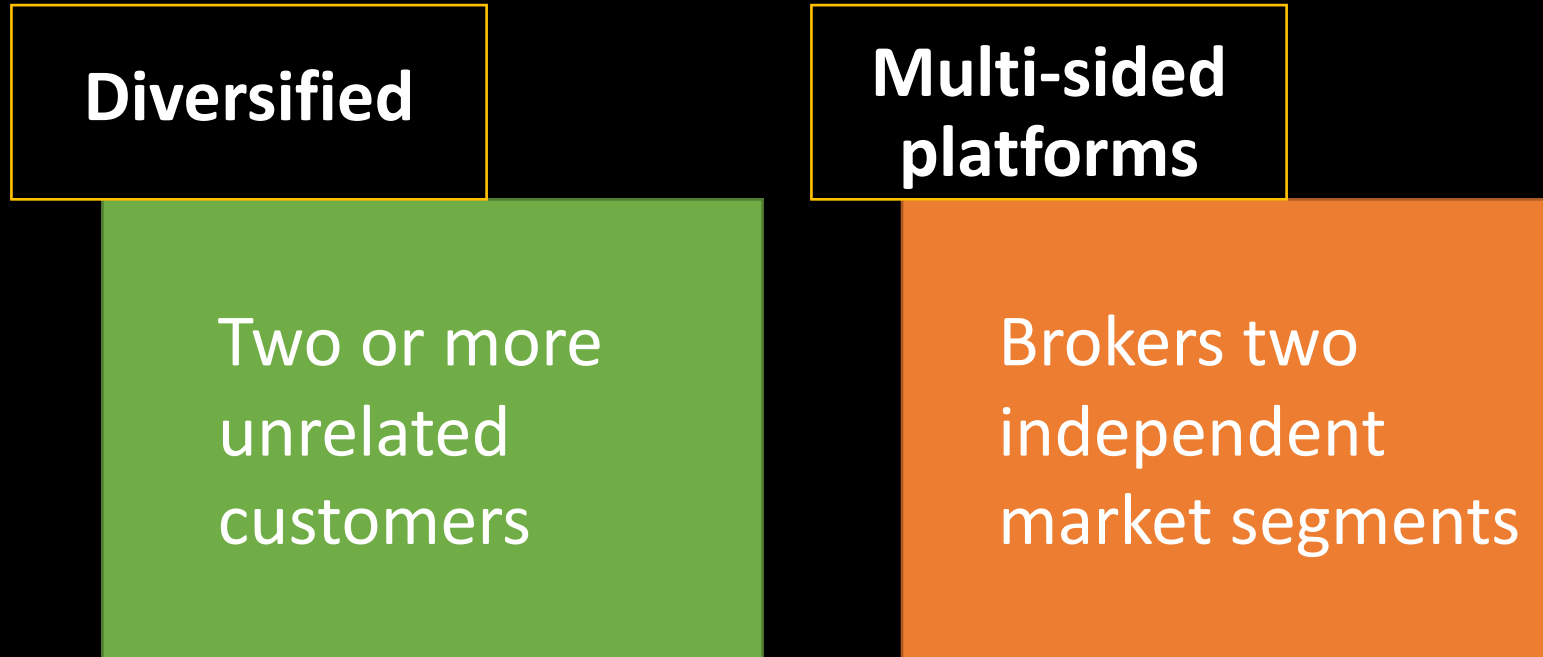 Diversified
Two or more
unrelated
customers
Multi-sided
platforms
Brokers two
independent
market segments